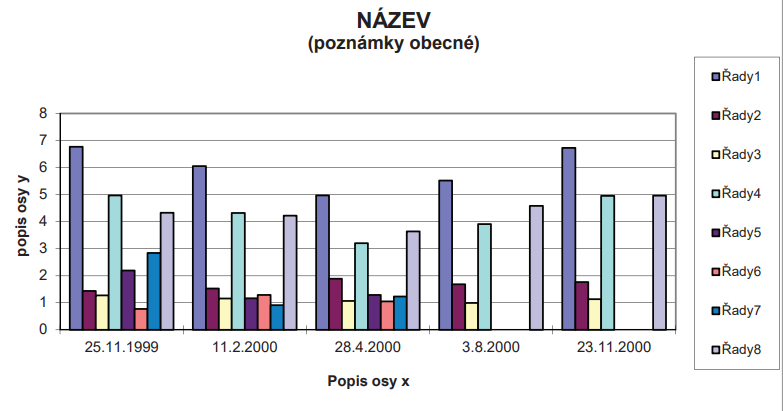 NÁZEV
(poznámky obecné)
popis osy y
8
7
6
5
4
3
2
1
0
25.11.1999 11.2.2000 28.4.2000 3.8.2000 23.11.2000
Popis osy x
Řady1
Řady2
Řady3
Řady4
Řady5
Řady6
Řady7
Řady8